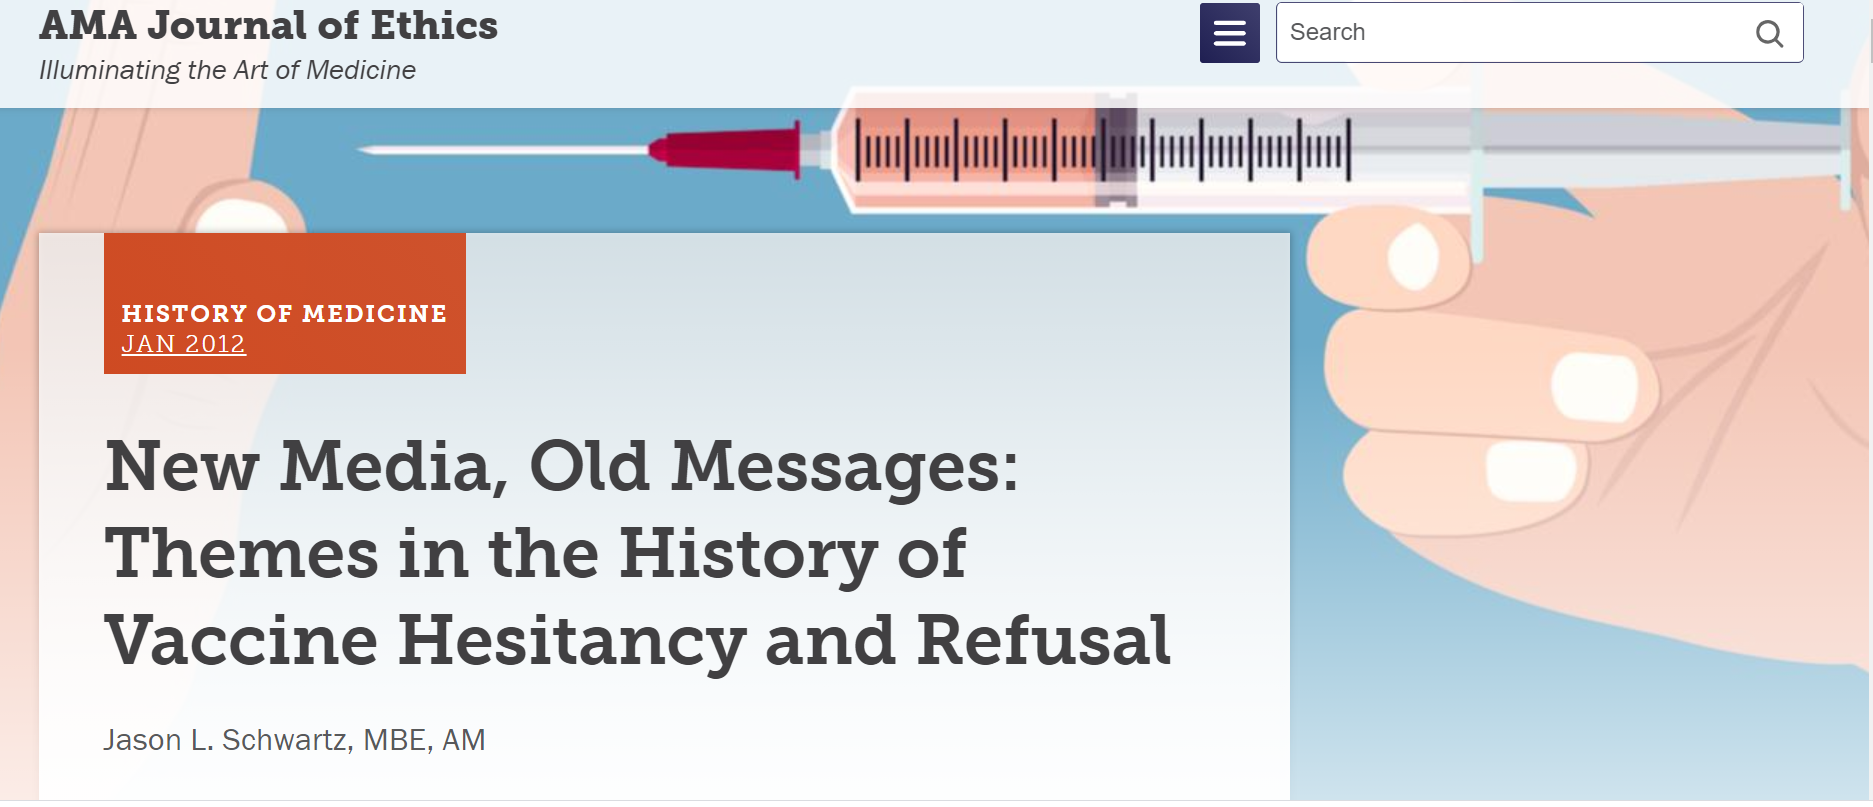 AMA Journal of Ethics
Illuminating the Art of Medicine
Search
HISTORY OF MEDICINE
JAN 2012
New Media, Old Messages:
Themes in the History of
Vaccine Hesitancy and Refusal
Jason L. Schwartz, MBE, AM